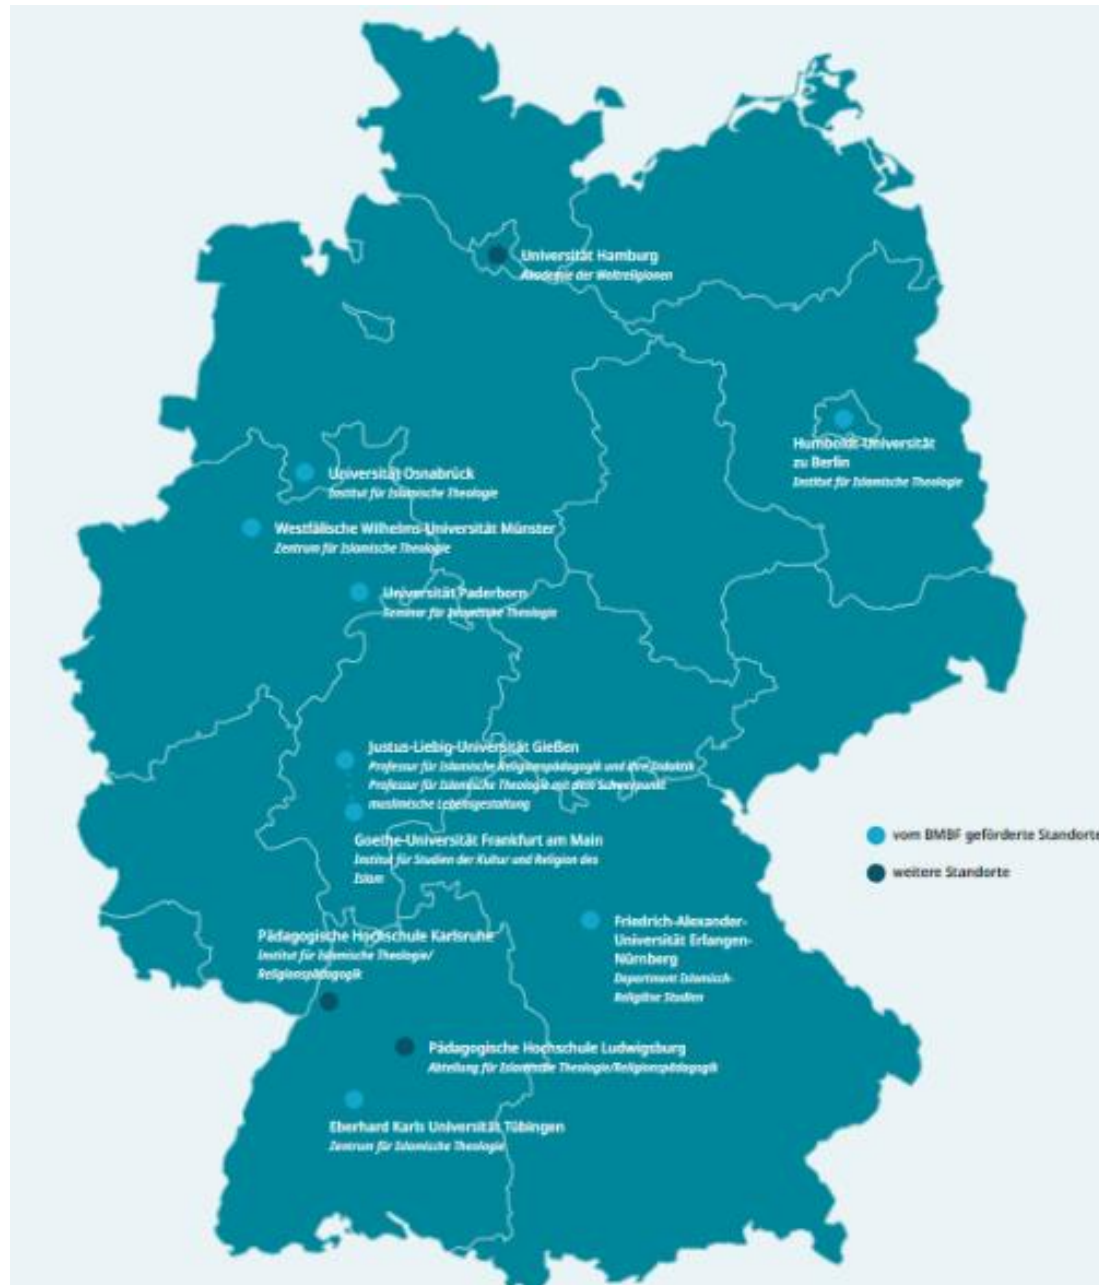 Universität Hamburg
Akademie der Weltreligionen
Humboldt-Universität
zu Berlin
Institut für Islamische Theologie
Universität Osnabrück
Institut für Islamische Theologie
Westfälische Wilhelms-Universität Münster
Zentrum für Islamische Theologie
Universität Paderborn
Seminar für Islamische Theologie
Justus-Liebig-Universität Gießen
Professur für Islamische Religionspädagogik und ihre Didaktik
Professur für Islamische Theologie mit dem Schwerpunkt
muslimische Lebensgestaltung
Goethe-Universität Frankfurt am Main
Institut für Studien der Kultur und Religion des
Islam
vom BMBF geförderte Standorte
weitere Standorte
Friedrich-Alexander-
Universität Erlangen-
Nürnberg
Department Islamisch-
Religiöse Studien
Pädagogische Hochschule Karlsruhe
Institut für Islamische Theologie/
Religionspädagogik
Pädagogische Hochschule Ludwigsburg
Abteilung für Islamische Theologie/Religionspädagogik
Eberhard Karls Universität Tübingen
Zentrum für Islamische Theologie